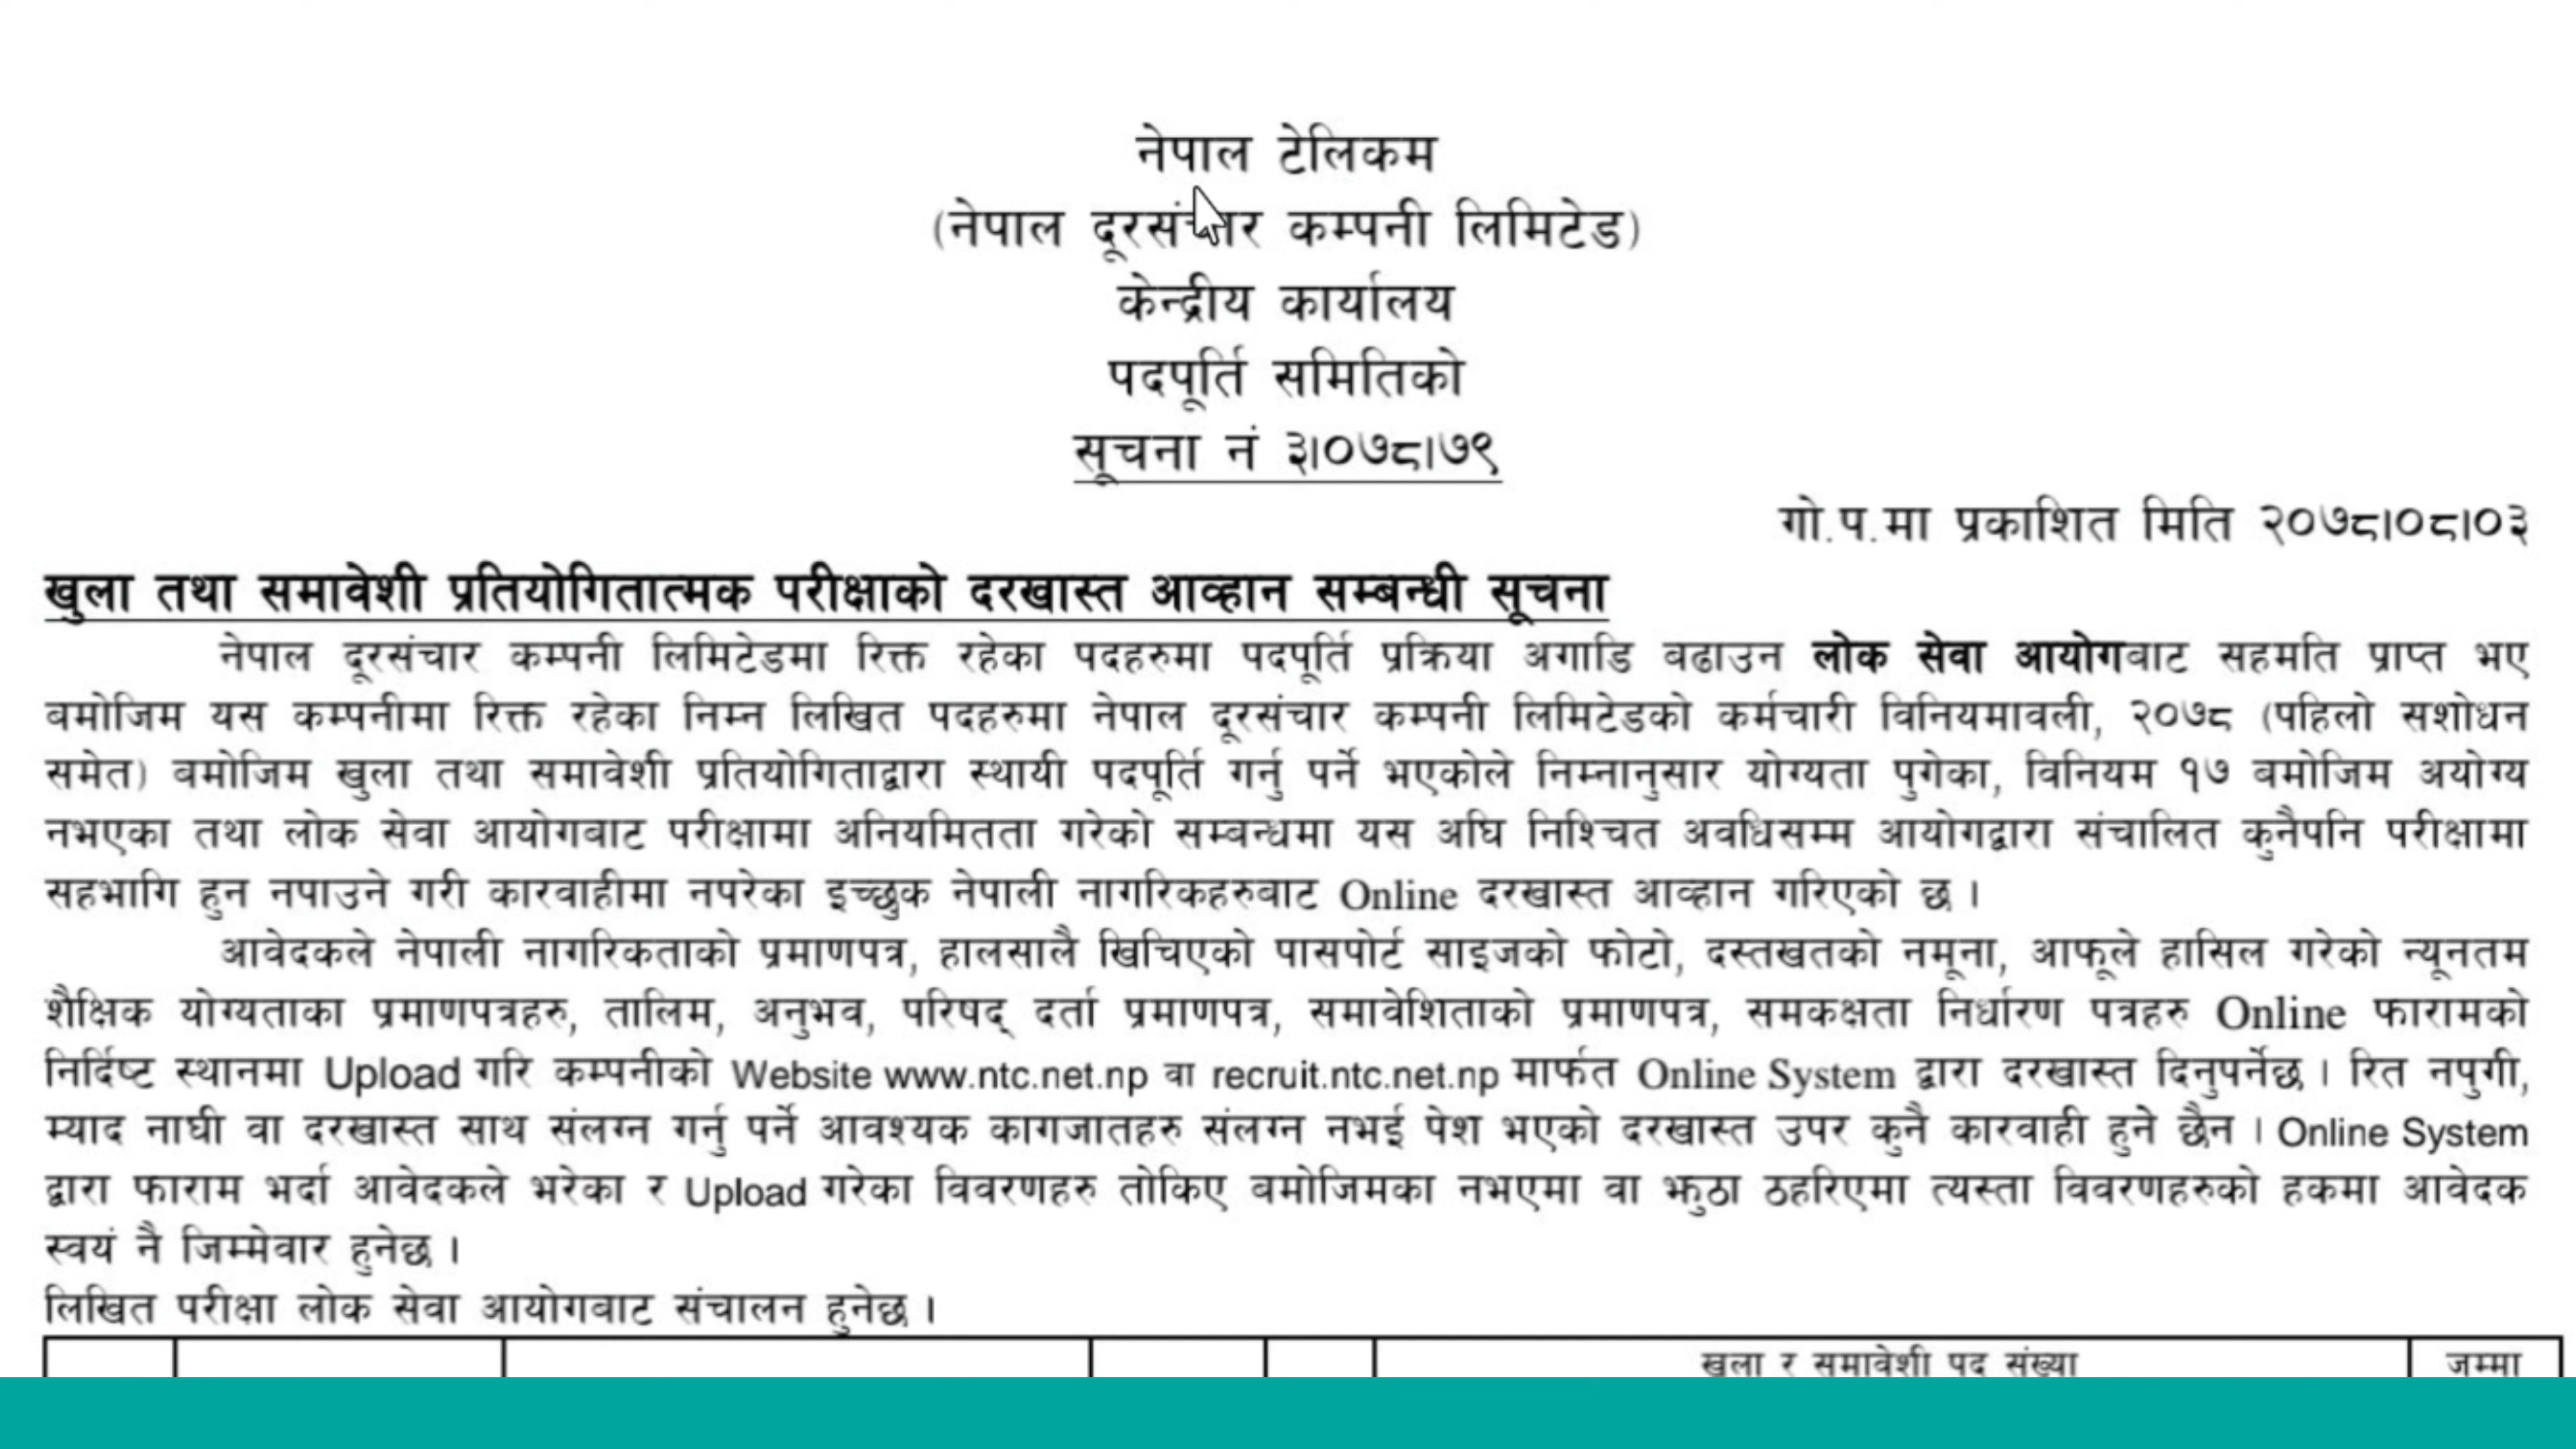 नेपाल टेलिकम
(नेपाल दूरसंचार कम्पनी लिमिटेड)
केन्द्रीय कार्यालय
पदपूर्ति समितिको
सूचना नं ३।०७८।७९
गो.प.मा प्रकाशित मिति २०७८।०८।०३
खुला तथा समावेशी प्रतियोगितात्मक परीक्षाको दरखास्त आव्हान सम्बन्धी सूचना
नेपाल दूरसंचार कम्पनी लिमिटेडमा रिक्त रहेका पदहरुमा पदपूर्ति प्रक्रिया अगाडि बढाउन लोक सेवा आयोगबाट सहमति प्राप्त भए
बमोजिम यस कम्पनीमा रिक्त रहेका निम्न लिखित पदहरुमा नेपाल दूरसंचार कम्पनी लिमिटेडको कर्मचारी विनियमावली, २०७८ (पहिलो सशोधन
समेत) बमोजिम खुला तथा समावेशी प्रतियोगिताद्वारा स्थायी पदपूर्ति गर्नु पर्ने भएकोले निम्नानुसार योग्यता पुगेका, विनियम १७ बमोजिम अयोग्य
नभएका तथा लोक सेवा आयोगबाट परीक्षामा अनियमितता गरेको सम्बन्धमा यस अघि निश्चित अवधिसम्म आयोगद्वारा संचालित कुनैपनि परीक्षामा
सहभागि हुन नपाउने गरी कारवाहीमा नपरेका इच्छुक नेपाली नागरिकहरुबाट Online दरखास्त आव्हान गरिएको छ ।
आवेदकले नेपाली नागरिकताको प्रमाणपत्र, हालसालै खिचिएको पासपोर्ट साइजको फोटो, दस्तखतको नमूना, आफूले हासिल गरेको न्यूनतम
शैक्षिक योग्यताका प्रमाणपत्रहरु, तालिम, अनुभव, परिषद् दर्ता प्रमाणपत्र, समावेशिताको प्रमाणपत्र, समकक्षता निर्धारण पत्रहरु Online फारामको
निर्दिष्ट स्थानमा Upload गरि कम्पनीको Website www.ntc.net.np वा recruit.ntc.net.np मार्फत Online System द्वारा दरखास्त दिनुपर्नेछ । रित नपुगी,
म्याद नाघी वा दरखास्त साथ संलग्न गर्नु पर्ने आवश्यक कागजातहरु संलग्न नभई पेश भएको दरखास्त उपर कुनै कारवाही हुने छैन । Online System
द्वारा फाराम भर्दा आवेदकले भरेका र Upload गरेका विवरणहरु तोकिए बमोजिमका नभएमा वा झुठा ठहरिएमा त्यस्ता विवरणहरुको हकमा आवेदक
स्वयं नै जिम्मेवार हुनेछ ।
लिखित परीक्षा लोक सेवा आयोगबाट संचालन हुनेछ ।
खुला र समावेशी पद संख्या जम्मा